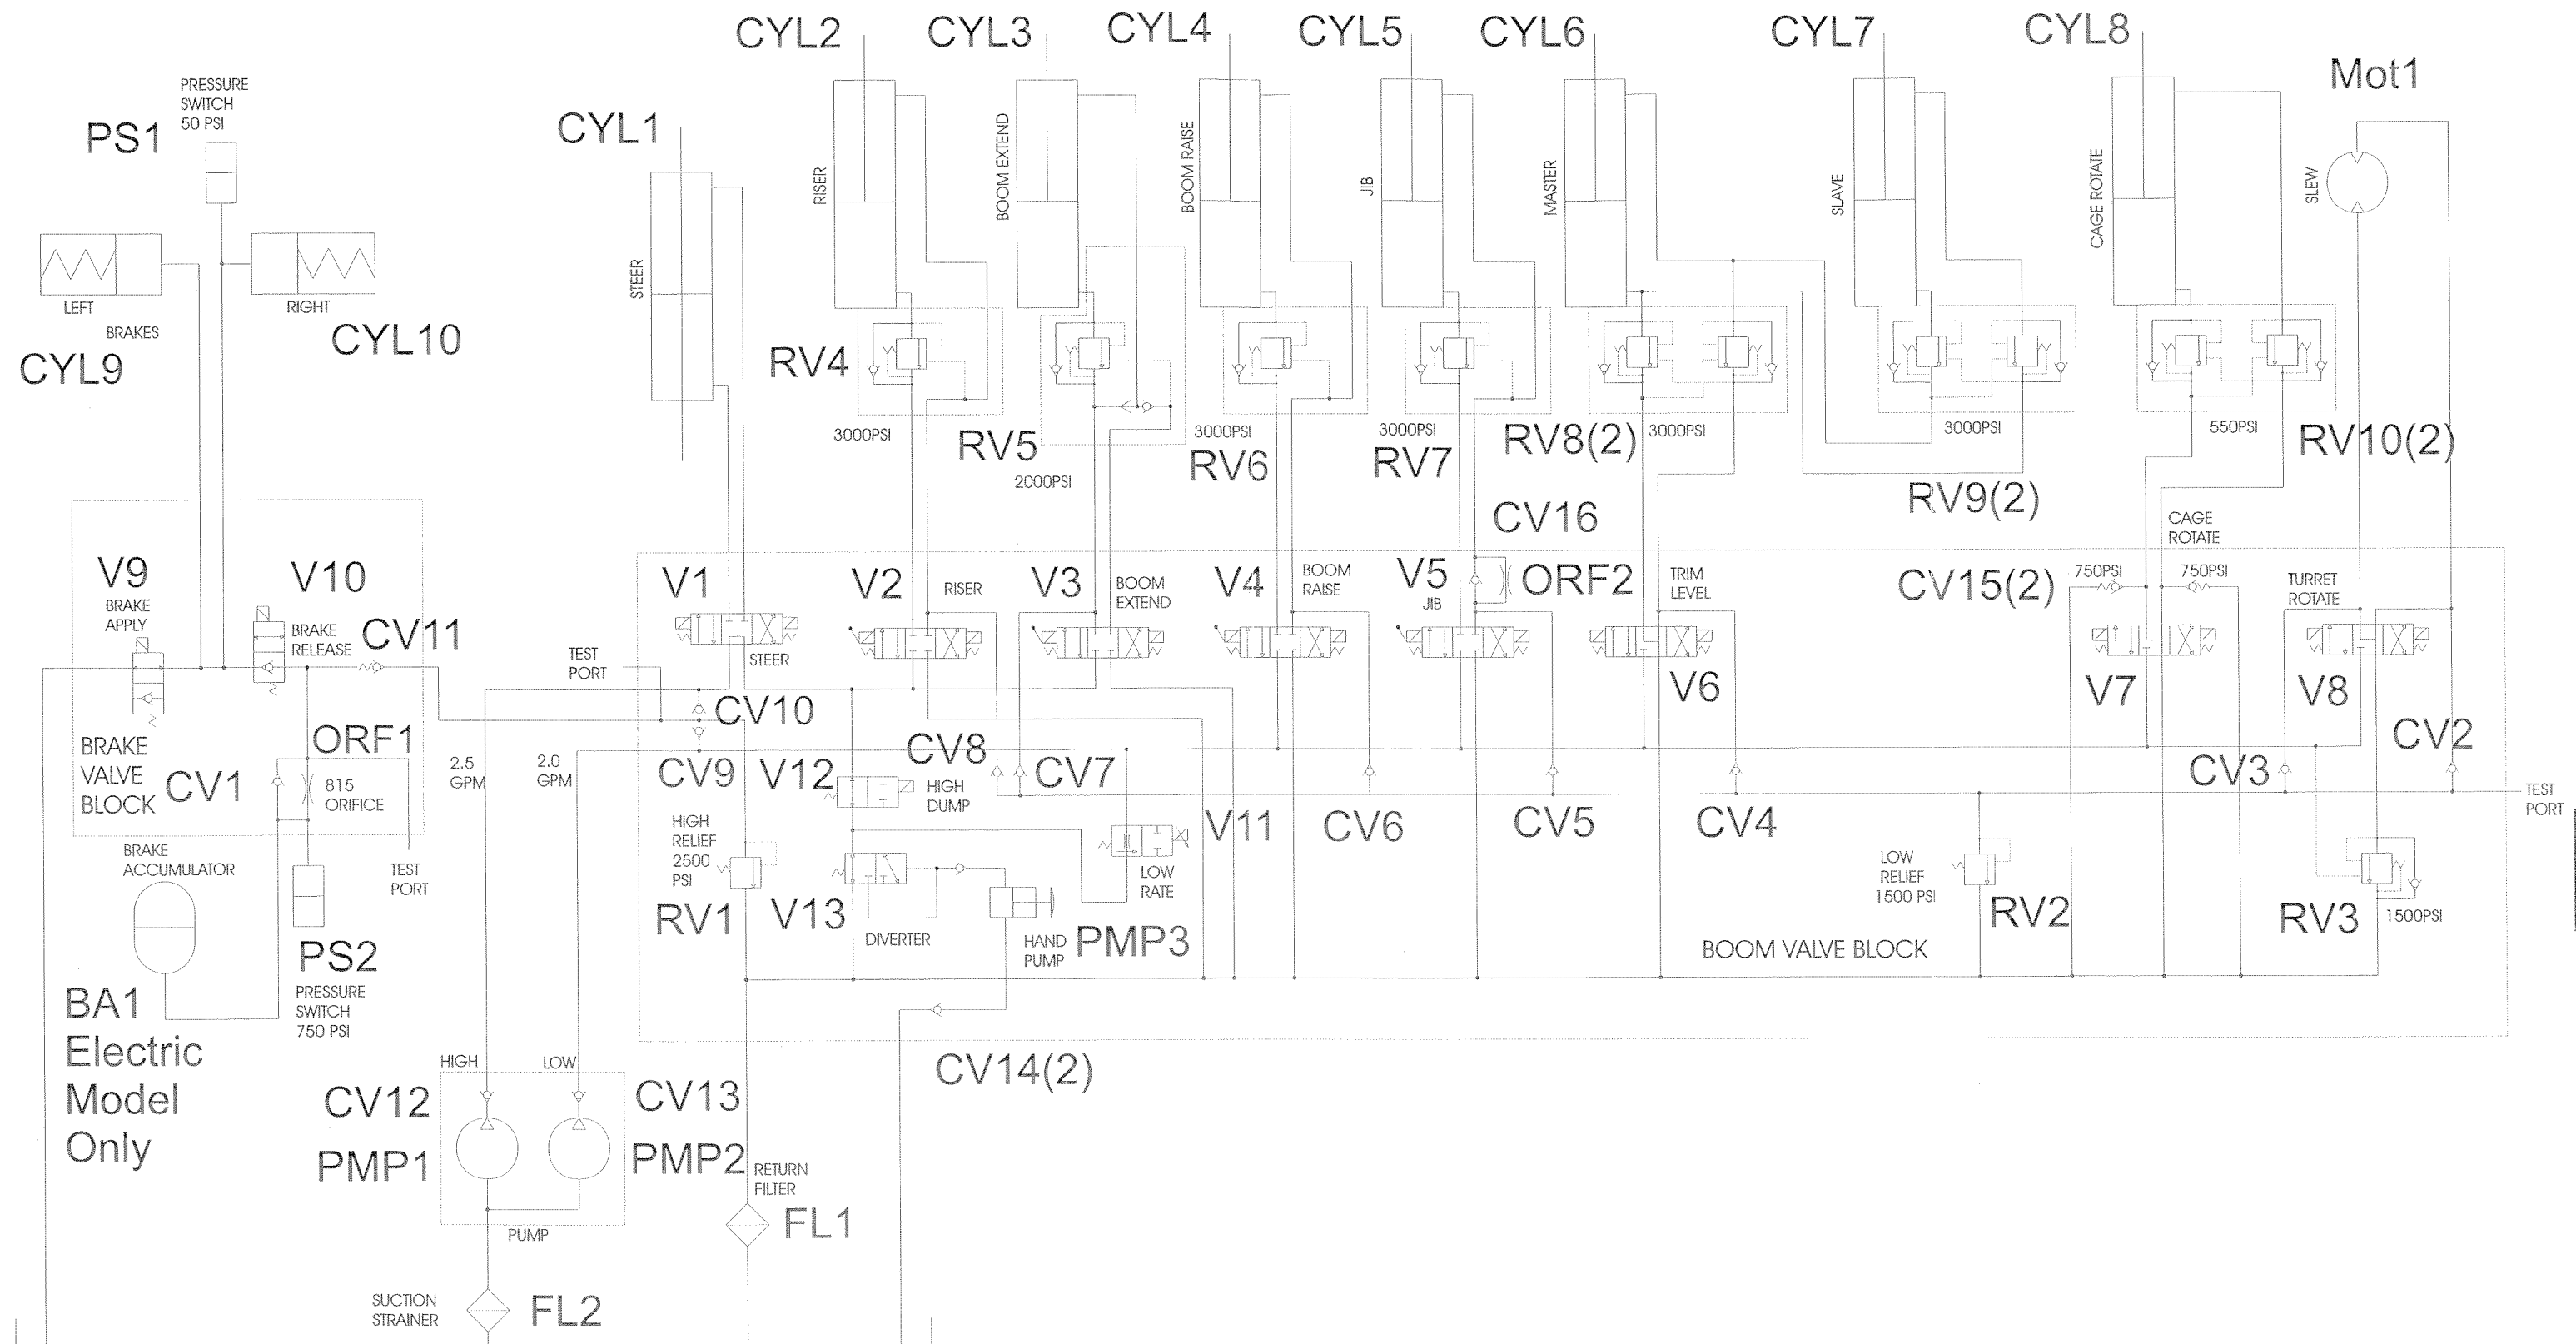 CYL2
CYL3
CYL4
CYL5
CYL6
CYL7
CYL8
Mot1
PRESSURE
SWITCH
50 PSI
PS1
CYL1
STEER
RISER
BOOM EXTEND
BOOM RAISE
JIB
MASTER
SLAVE
CAGE ROTATE
SLEW
LEFT
RIGHT
BRAKES
CYL9
CYL10
RV4
3000PSI
RV5
2000PSI
3000PSI
RV6
3000PSI
RV7
RV8(2)
3000PSI
3000PSI
RV9(2)
550PSI
RV10(2)
V9
BRAKE
APPLY
V10
BRAKE
RELEASE
CV11
TEST
PORT
V1
STEER
V2
RISER
V3
BOOM
EXTEND
V4
BOOM
RAISE
V5
JIB
CV16
ORF2
TRIM
LEVEL
V6
CV15(2)
750PSI
750PSI
CAGE
ROTATE
V7
TURRET
ROTATE
V8
CV2
BRAKE
VALVE
BLOCK
CV1
ORF1
815
ORIFICE
2.5
GPM
2.0
GPM
CV10
CV9
V12
HIGH
DUMP
CV8
CV7
V11
CV6
CV5
CV4
CV3
TEST
PORT
BRAKE
ACCUMULATOR
TEST
PORT
HIGH
RELIEF
2500
PSI
RV1
V13
DIVERTER
LOW
RATE
HAND
PUMP
PMP3
LOW
RELIEF
1500 PSI
RV2
RV3
1500PSI
BOOM VALVE BLOCK
PS2
PRESSURE
SWITCH
750 PSI
BA1
Electric
Model
Only
HIGH
LOW
CV14(2)
CV12
CV13
PMP1
PMP2
RETURN
FILTER
FL1
PUMP
SUCTION
STRAINER
FL2